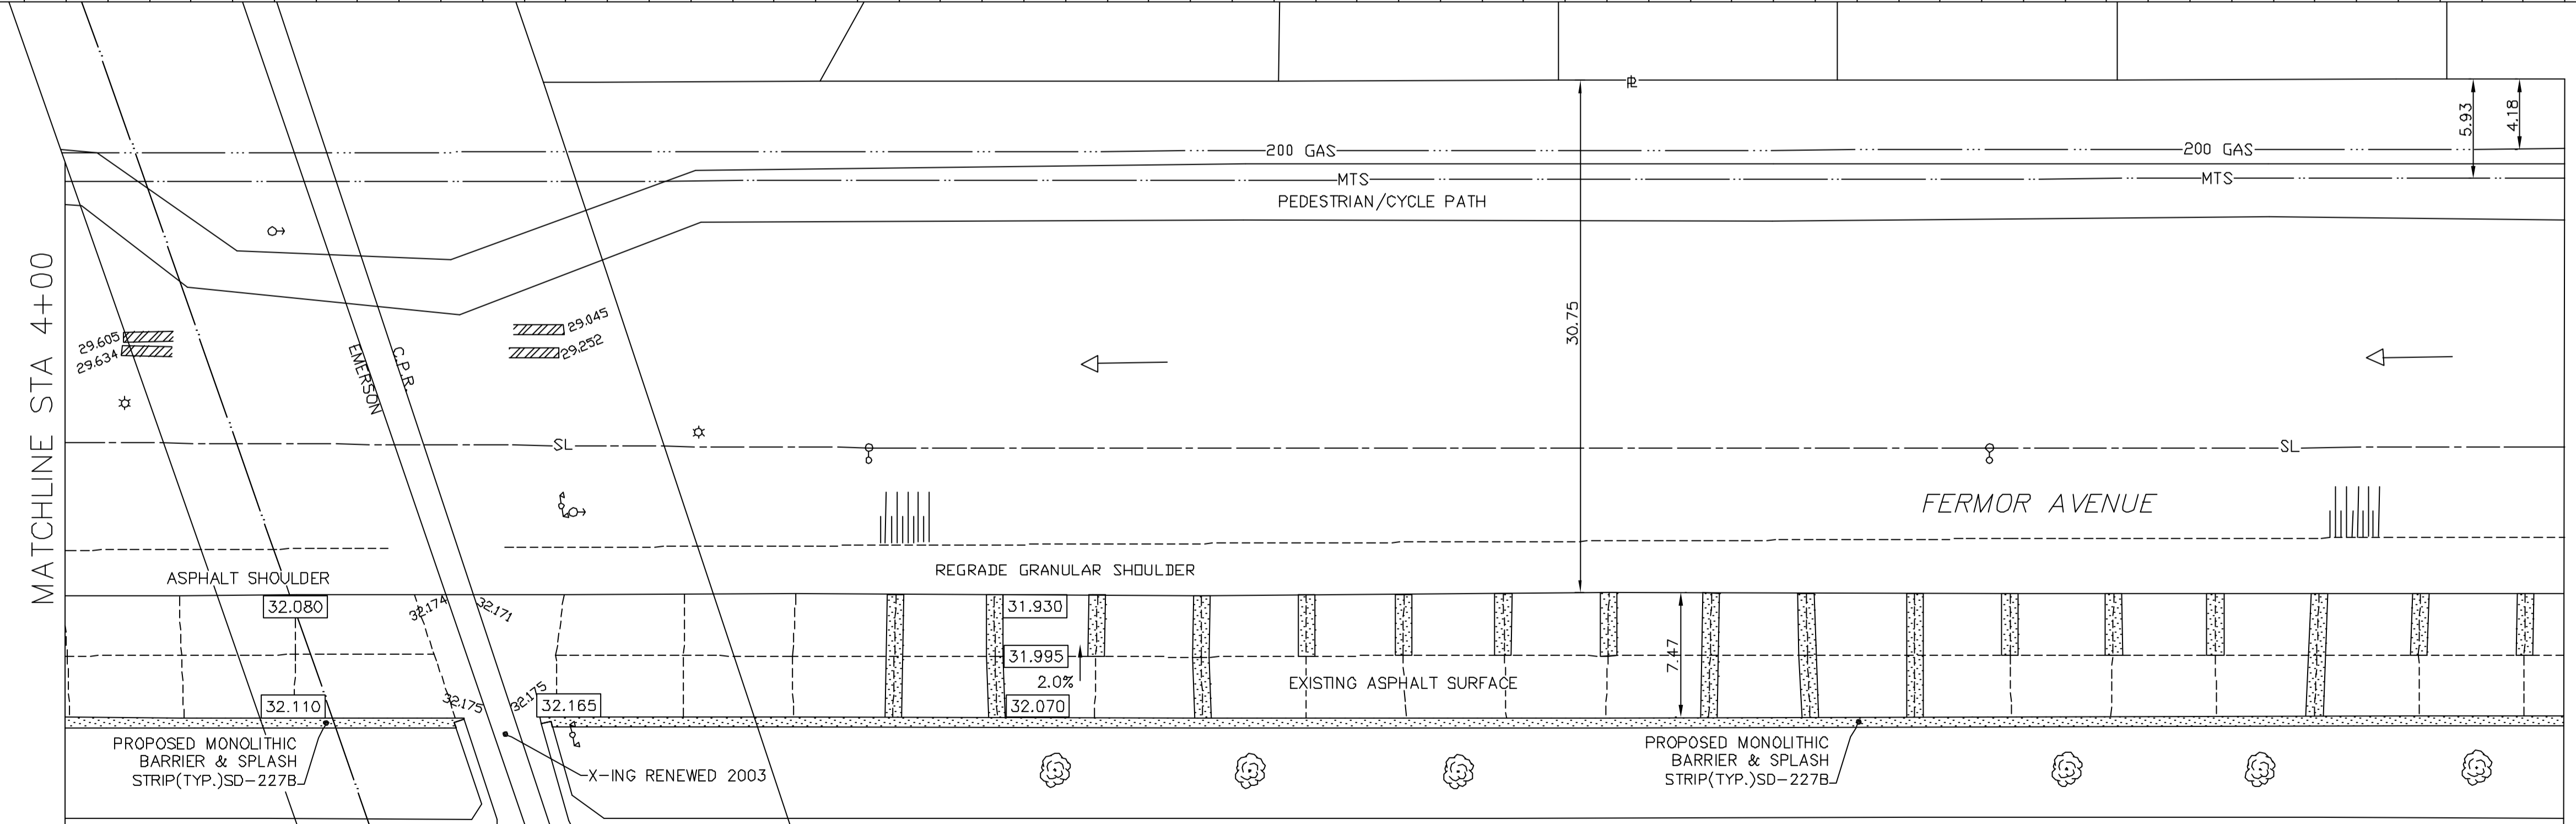 MATCHLINE STA 4+00
℄
5.93
4.18
200 GAS
200 GAS
MTS
MTS
PEDESTRIAN/CYCLE PATH
29.605
29.634
29.045
29.252
30.75
EMERSON
C.P.R.
SL
SL
FERMOR AVENUE
ASPHALT SHOULDER
REGRADE GRANULAR SHOULDER
32.080
32.174
32.171
31.930
31.995
2.0%
7.47
EXISTING ASPHALT SURFACE
32.110
32.175
32.175
32.165
32.070
PROPOSED MONOLITHIC
BARRIER & SPLASH
STRIP(TYP.)SD-227B
X-ING RENEWED 2003
PROPOSED MONOLITHIC
BARRIER & SPLASH
STRIP(TYP.)SD-227B